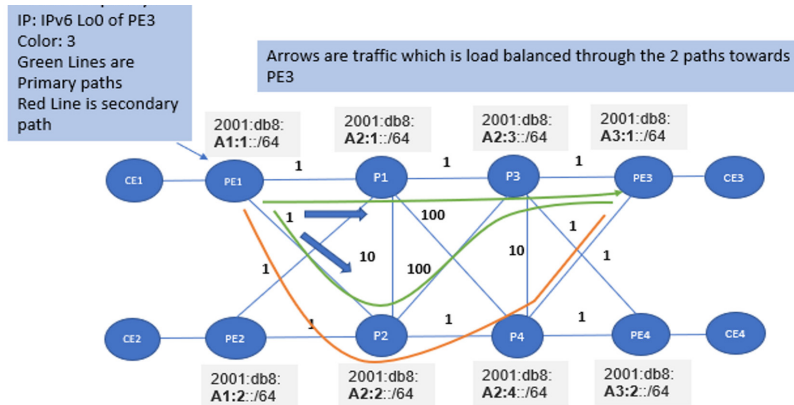 IP: IPv6 Lo0 of PE3
Color: 3
Green Lines are
Primary paths
Red Line is secondary
path
Arrows are traffic which is load balanced through the 2 paths towards
PE3
2001:db8:
A1:1::/64
2001:db8:
A2:1::/64
2001:db8:
A2:3::/64
2001:db8:
A3:1::/64
1
1
1
CE1
PE1
P1
P3
PE3
CE3
1
100
1
10
100
10
1
1
1
1
1
CE2
PE2
P2
P4
PE4
CE4
2001:db8:
A1:2::/64
2001:db8:
A2:2::/64
2001:db8:
A2:4::/64
2001:db8:
A3:2::/64